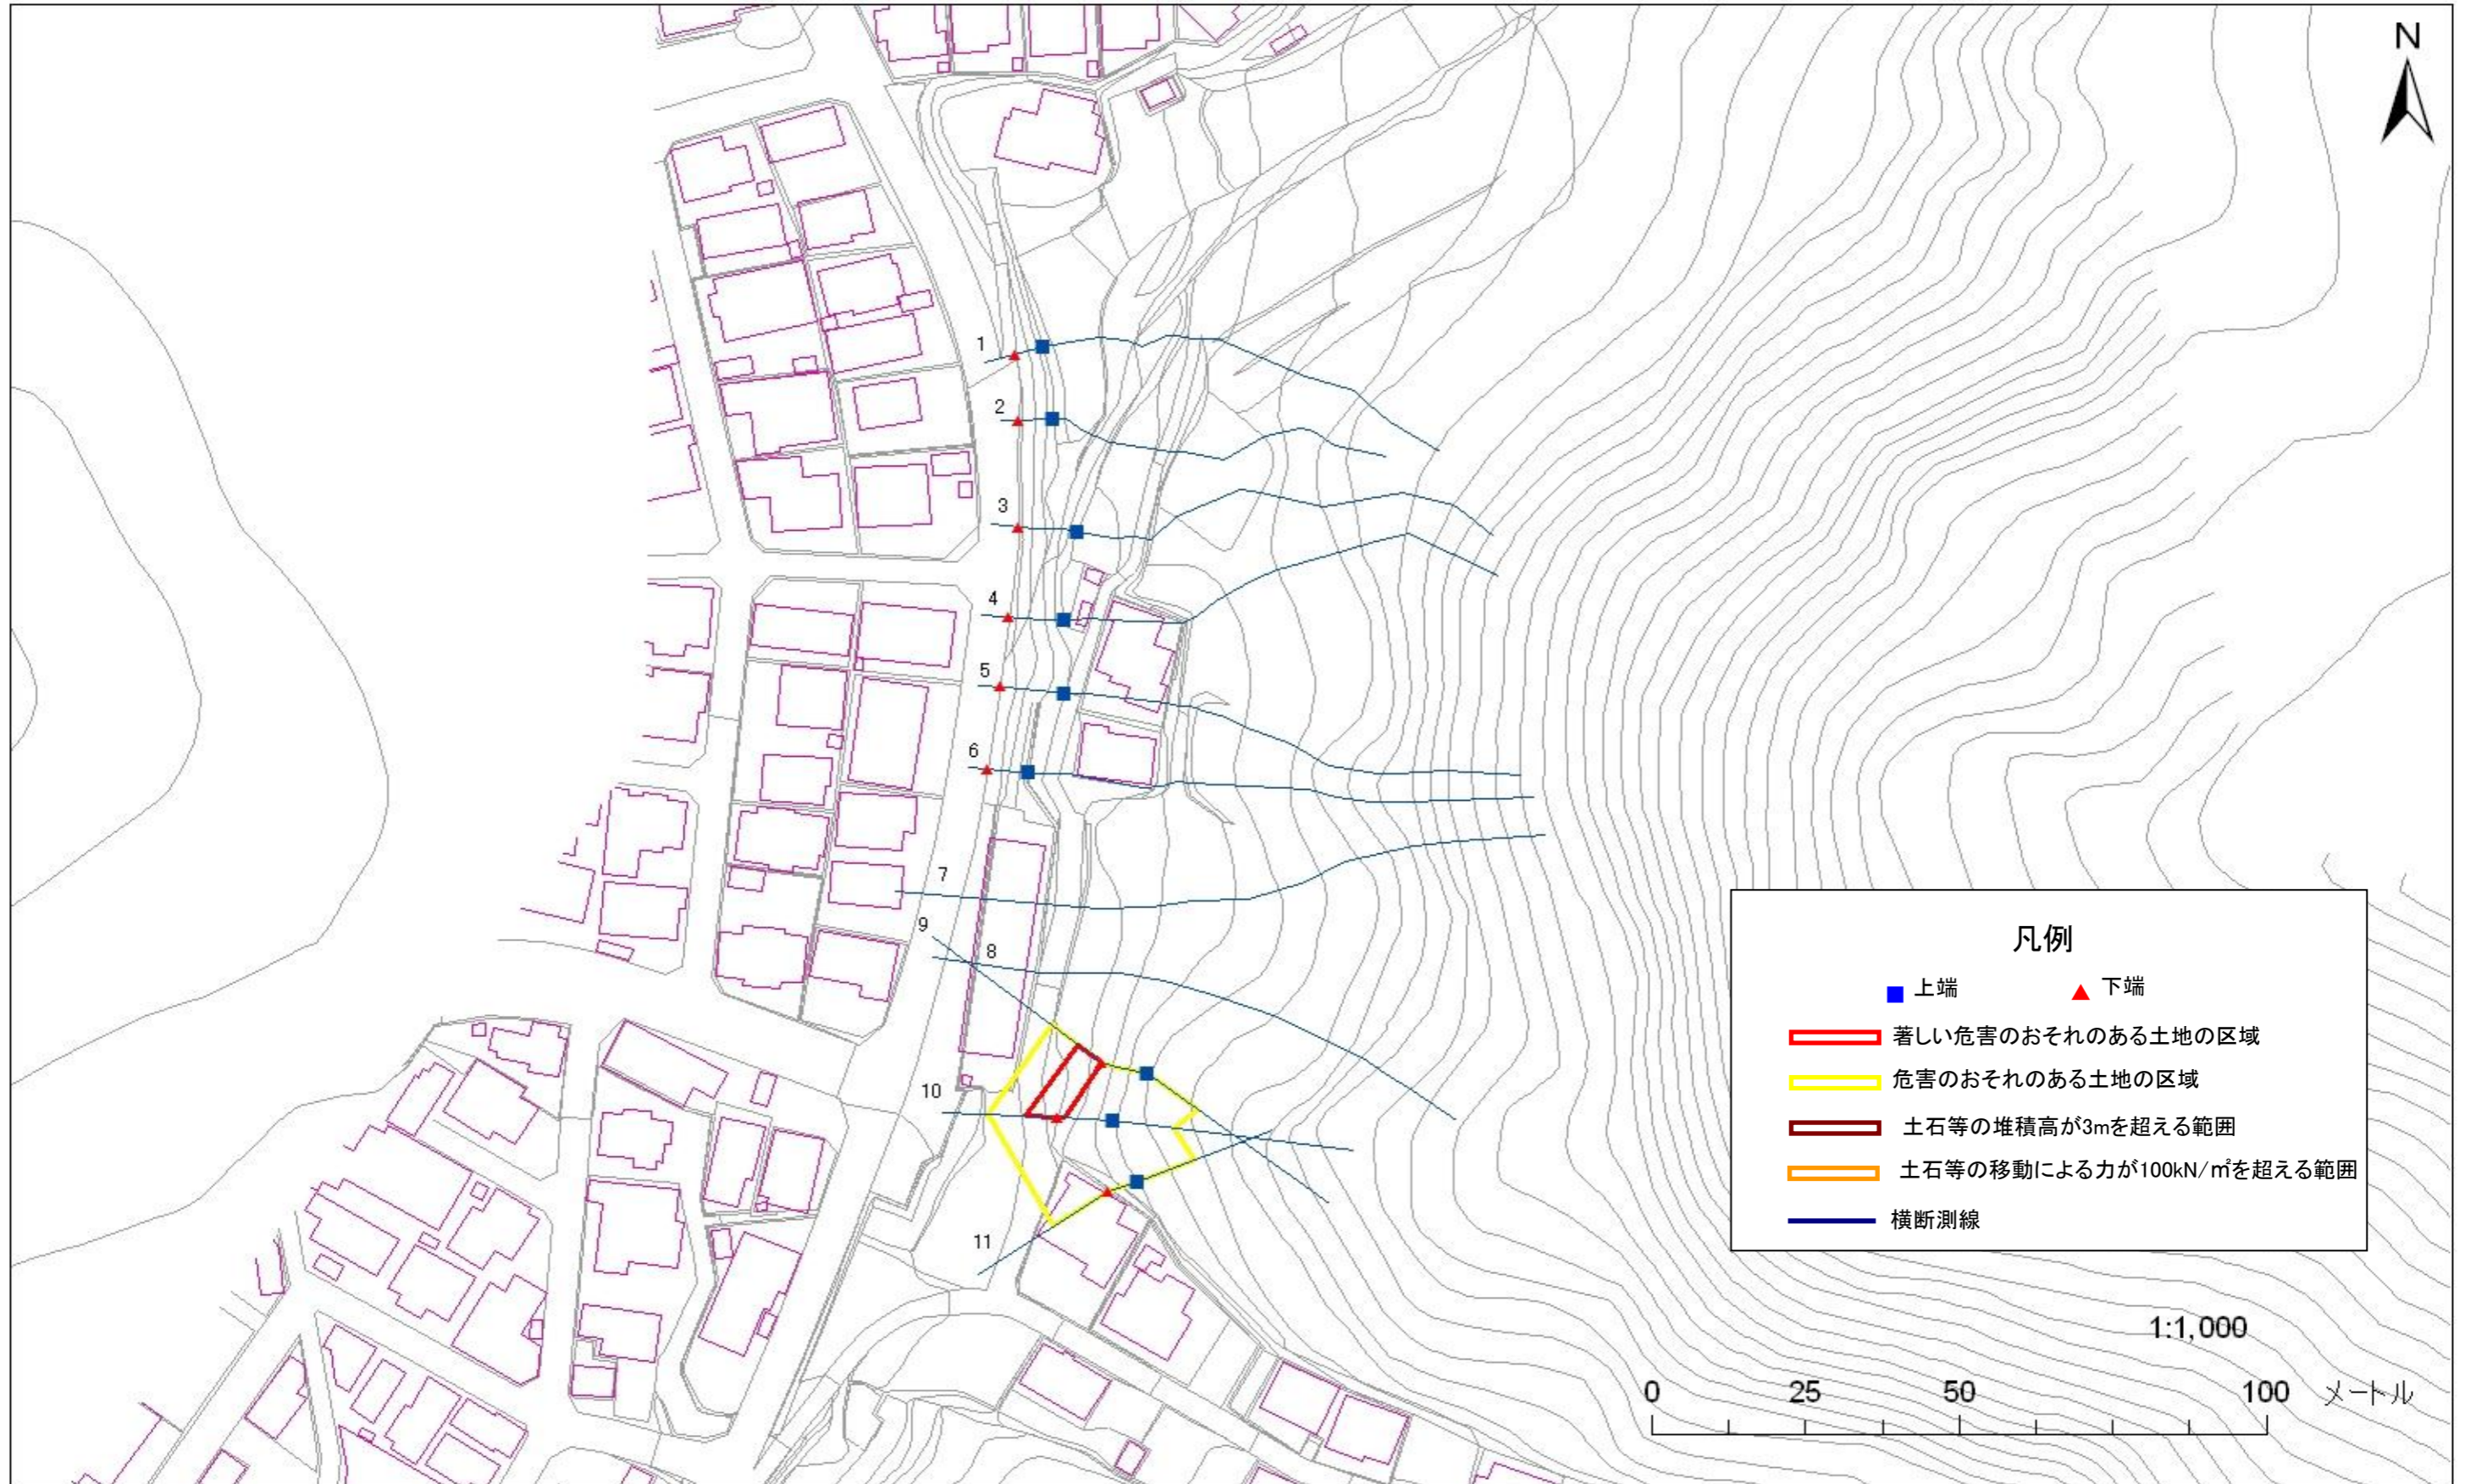 N
1
2
3
4
5
6
7
9
8
10
11
凡例
上端 下端
著しい危害のおそれのある土地の区域
危害のおそれのある土地の区域
土石等の堆積高が3mを超える範囲
土石等の移動による力が100kN/㎡を超える範囲
横断測線
1:1,000
0 25 50 100 メートル